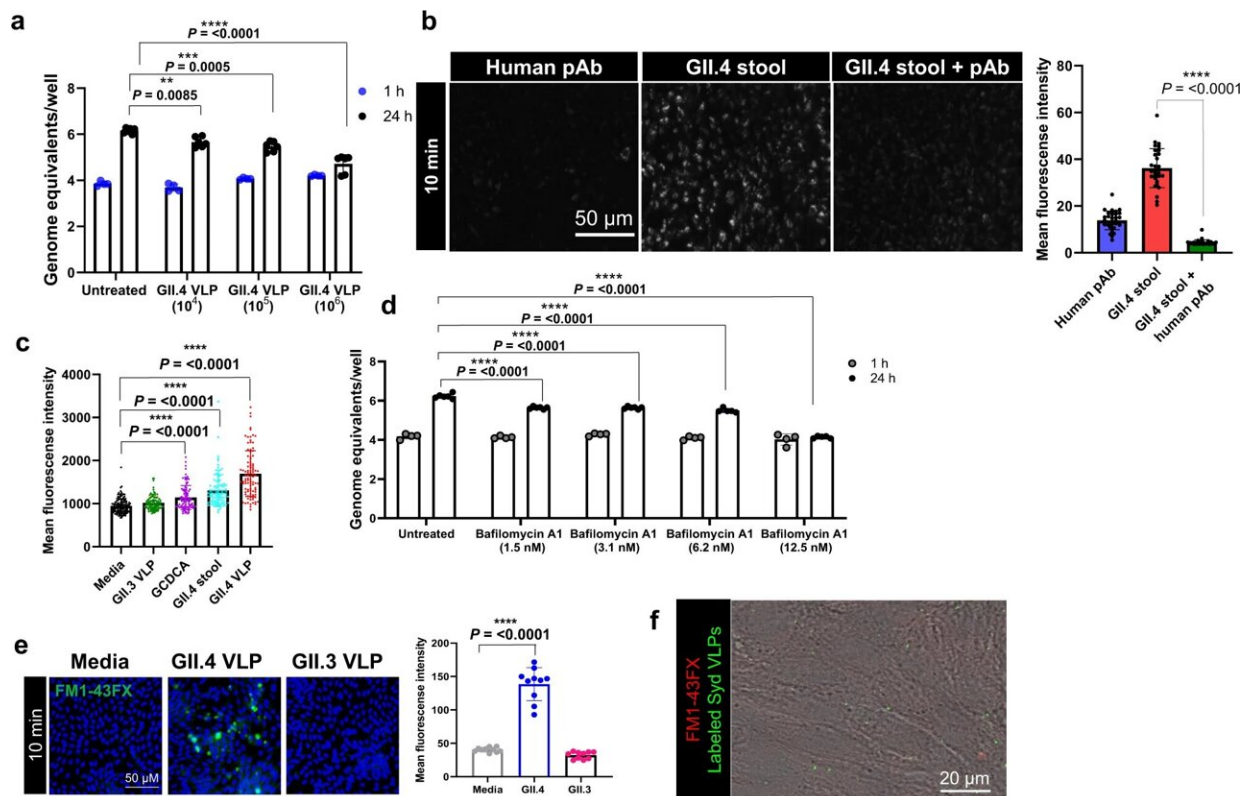 a
****
P = <0.0001
***
P = 0.0005
**
P = 0.0085
1 h
24 h
Genome equivalents/well
8
6
4
2
0
Untreated
GII.4 VLP
(10⁴)
GII.4 VLP
(10⁵)
GII.4 VLP
(10⁶)
b
Human pAb
GII.4 stool
GII.4 stool + pAb
10 min
50 µm
****
P = <0.0001
Mean fluorescense intensity
80
60
40
20
0
Human pAb
GII.4 stool
GII.4 stool +
human pAb
c
****
P = <0.0001
****
P = <0.0001
****
P = <0.0001
Mean fluorescense intensity
4000
3000
2000
1000
0
Media
GII.3 VLP
GCDCA
GII.4 stool
GII.4 VLP
d
****
P = <0.0001
****
P = <0.0001
****
P = <0.0001
****
P = <0.0001
1 h
24 h
Genome equivalents/well
8
6
4
2
0
Untreated
Bafilomycin A1
(1.5 nM)
Bafilomycin A1
(3.1 nM)
Bafilomycin A1
(6.2 nM)
Bafilomycin A1
(12.5 nM)
e
Media
GII.4 VLP
GII.3 VLP
10 min
FM1-43FX
50 µM
****
P = <0.0001
Mean fluorescense intensity
200
150
100
50
0
Media
GII.4
GII.3
f
FM1-43FX
Labeled Syd VLPs
20 µm